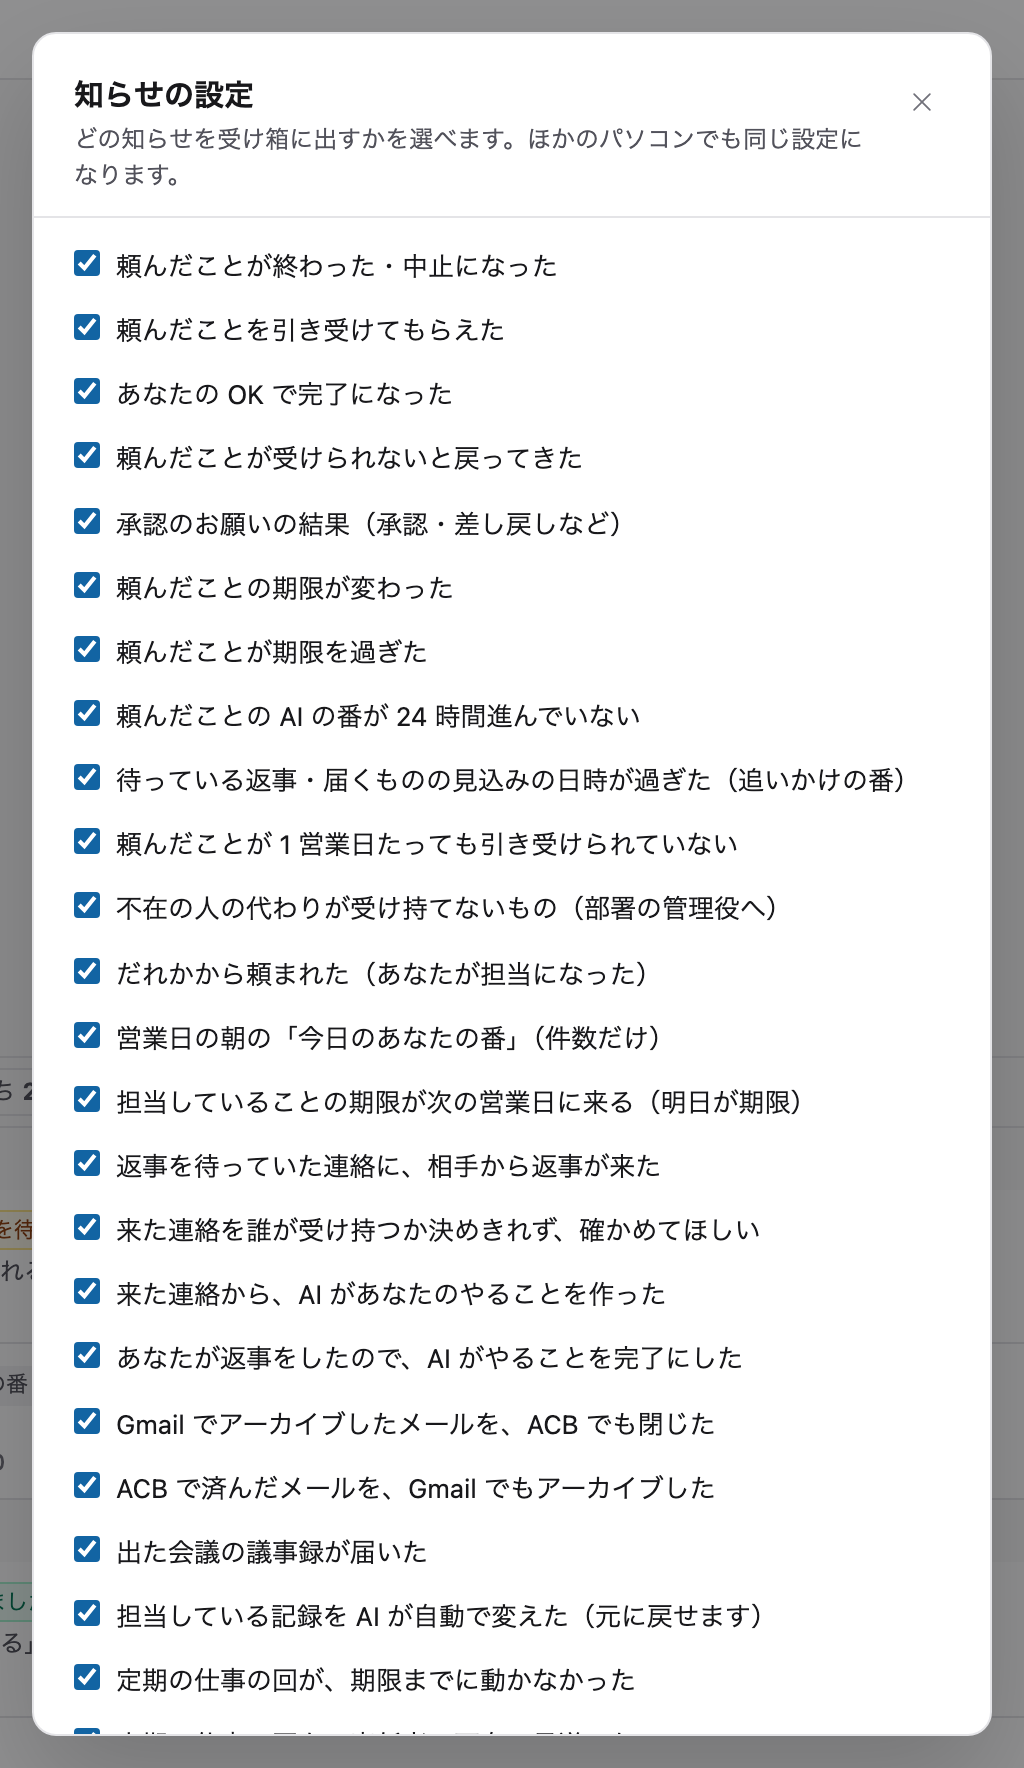 知らせの設定
どの知らせを受け箱に出すかを選べます。ほかのパソコンでも同じ設定に
なります。
頼んだことが終わった・中止になった
頼んだことを引き受けてもらえた
あなたの OK で完了になった
頼んだことが受けられないと戻ってきた
承認のお願いの結果（承認・差し戻しなど）
頼んだことの期限が変わった
頼んだことが期限を過ぎた
頼んだことの AI の番が 24 時間進んでいない
待っている返事・届くものの見込みの日時が過ぎた（追いかけの番）
頼んだことが 1 営業日たっても引き受けられていない
不在の人の代わりが受け持てないもの（部署の管理役へ）
だれかから頼まれた（あなたが担当になった）
営業日の朝の「今日のあなたの番」（件数だけ）
担当していることの期限が次の営業日に来る（明日が期限）
ち 2
返事を待っていた連絡に、相手から返事が来た
来た連絡を誰が受け持つか決めきれず、確かめてほしい
を待
来た連絡から、AI があなたのやることを作った
れる
あなたが返事をしたので、AI がやることを完了にした
の番
Gmail でアーカイブしたメールを、ACB でも閉じた
ACB で済んだメールを、Gmail でもアーカイブした
出た会議の議事録が届いた
担当している記録を AI が自動で変えた（元に戻せます）
まし
る」
定期の仕事の回が、期限までに動かなかった